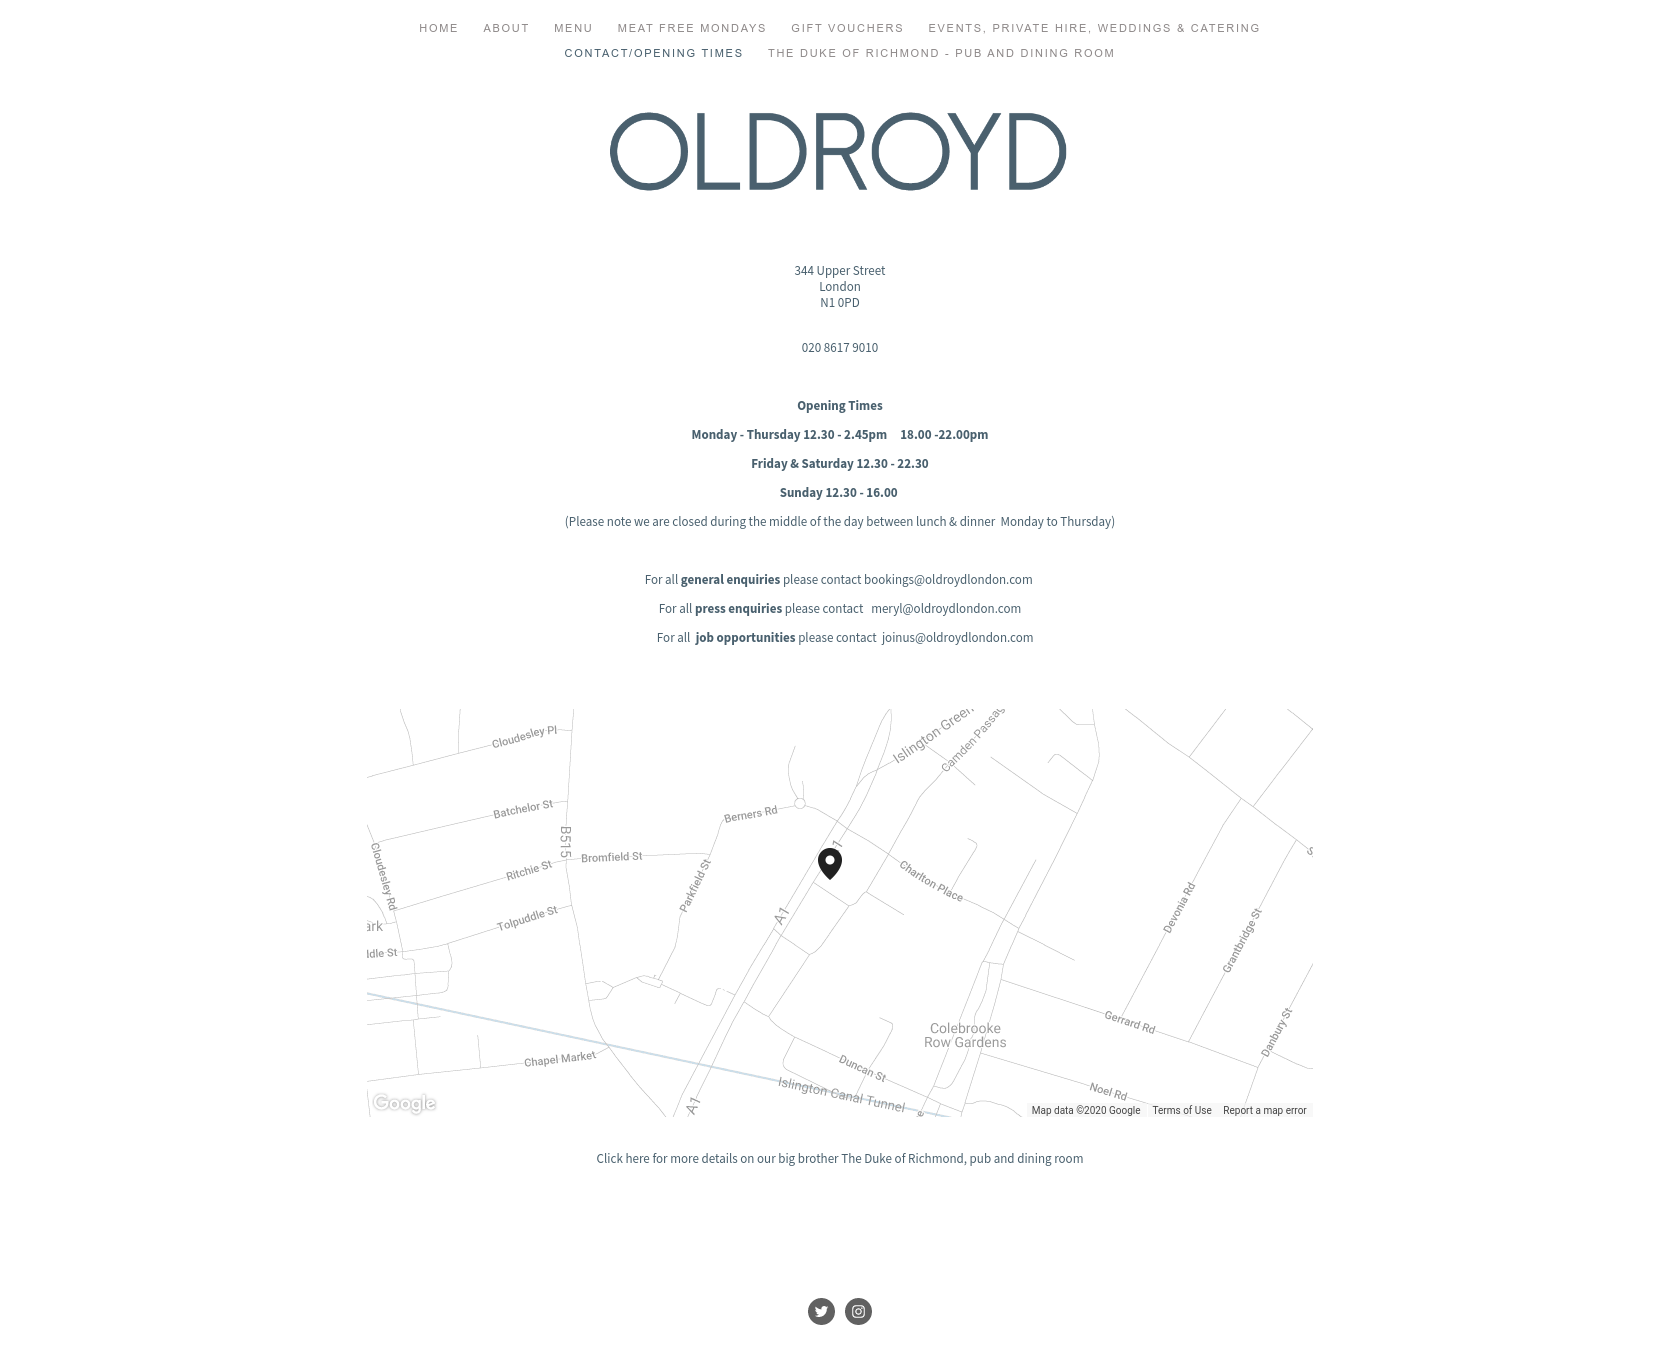 HOME ABOUT MENU MEAT FREE MONDAYS GIFT VOUCHERS EVENTS, PRIVATE HIRE, WEDDINGS & CATERING
CONTACT/OPENING TIMES THE DUKE OF RICHMOND - PUB AND DINING ROOM
OLDROYD
344 Upper Street
London
N1 0PD
020 8617 9010
Opening Times
Monday - Thursday 12.30 - 2.45pm 18.00 -22.00pm
Friday & Saturday 12.30 - 22.30
Sunday 12.30 - 16.00
(Please note we are closed during the middle of the day between lunch & dinner Monday to Thursday)
For all general enquiries please contact bookings@oldroydlondon.com
For all press enquiries please contact meryl@oldroydlondon.com
For all job opportunities please contact joinus@oldroydlondon.com
Islington Green
Camden Passag
Cloudesley Pl
Batchelor St
Berners Rd
B515
Bromfield St
Cloudesley Rd
Ritchie St
Parkfield St
Charlton Place
Devonia Rd
Tolpuddle St
A1
ark
Grantbridge St
ddle St
Gerrard Rd
Colebrooke
Row Gardens
Danbury St
Chapel Market
Duncan St
Islington Canal Tunnel
Noel Rd
A1
Google
Map data ©2020 Google Terms of Use Report a map error
Click here for more details on our big brother The Duke of Richmond, pub and dining room